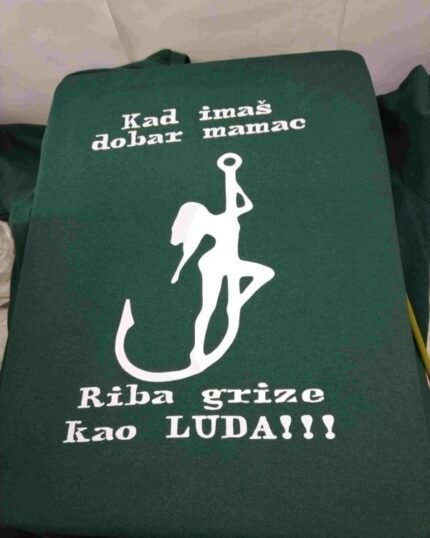 Kad imaš
dobar mamac
Riba grize
kao LUDA!!!